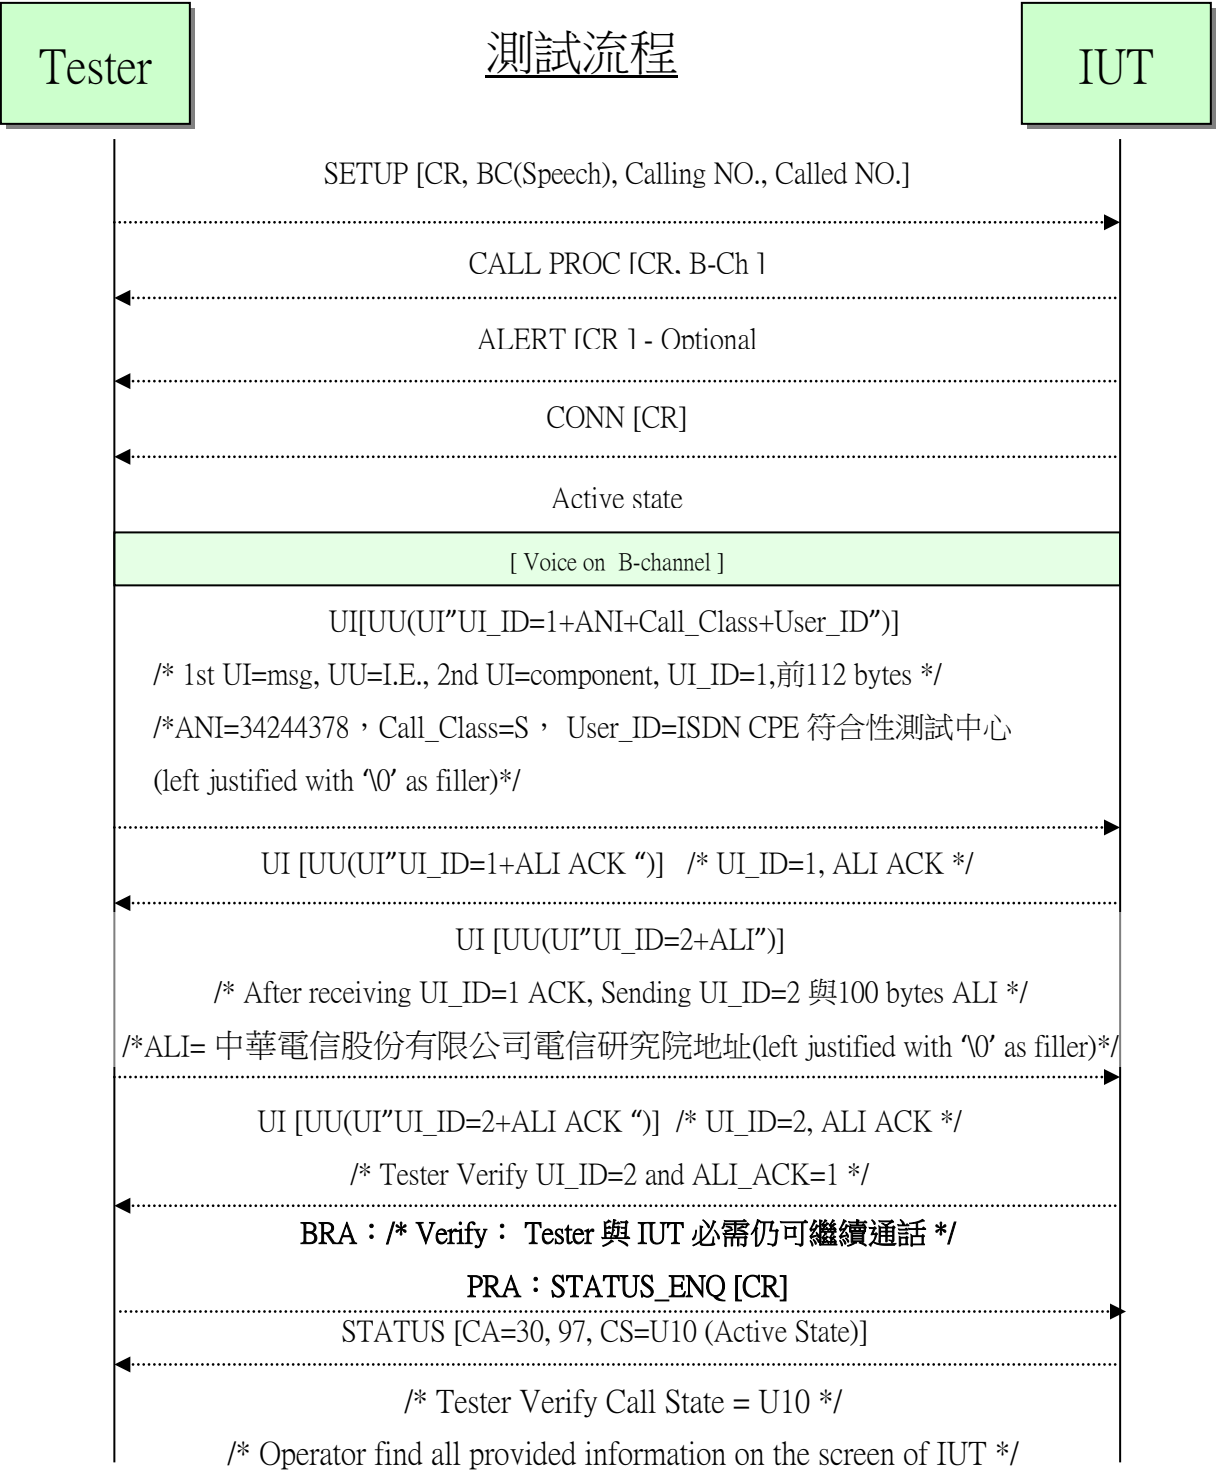 Tester
測試流程
IUT
SETUP [CR, BC(Speech), Calling NO., Called NO.]
CALL PROC [CR, B-Ch ]
ALERT [CR ] - Optional
CONN [CR]
Active state
[ Voice on  B-channel ]
UI[UU(UI"UI_ID=1+ANI+Call_Class+User_ID")]
/* 1st UI=msg, UU=I.E., 2nd UI=component, UI_ID=1,前112 bytes */
/*ANI=34244378，Call_Class=S， User_ID=ISDN CPE 符合性測試中心
(left justified with '\0' as filler)*/
UI [UU(UI"UI_ID=1+ALI ACK “)]   /* UI_ID=1, ALI ACK */
UI [UU(UI"UI_ID=2+ALI")]
/* After receiving UI_ID=1 ACK, Sending UI_ID=2 與100 bytes ALI */
/*ALI= 中華電信股份有限公司電信研究院地址(left justified with '\0' as filler)*/
UI [UU(UI"UI_ID=2+ALI ACK “)]  /* UI_ID=2, ALI ACK */
/* Tester Verify UI_ID=2 and ALI_ACK=1 */
BRA：/* Verify： Tester 與 IUT 必需仍可繼續通話 */
PRA：STATUS_ENQ [CR]
STATUS [CA=30, 97, CS=U10 (Active State)]
/* Tester Verify Call State = U10 */
/* Operator find all provided information on the screen of IUT */